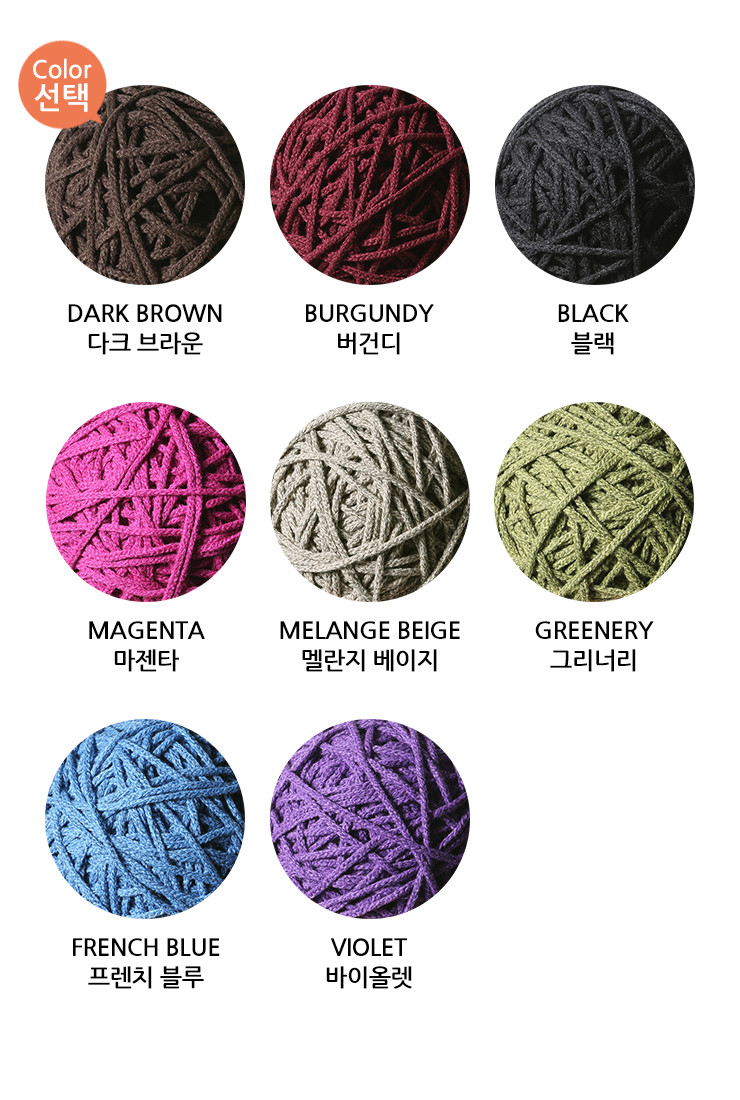 Color
선택
DARK BROWN
다크 브라운
BURGUNDY
버건디
BLACK
블랙
MAGENTA
마젠타
MELANGE BEIGE
멜란지 베이지
GREENERY
그리너리
FRENCH BLUE
프렌치 블루
VIOLET
바이올렛